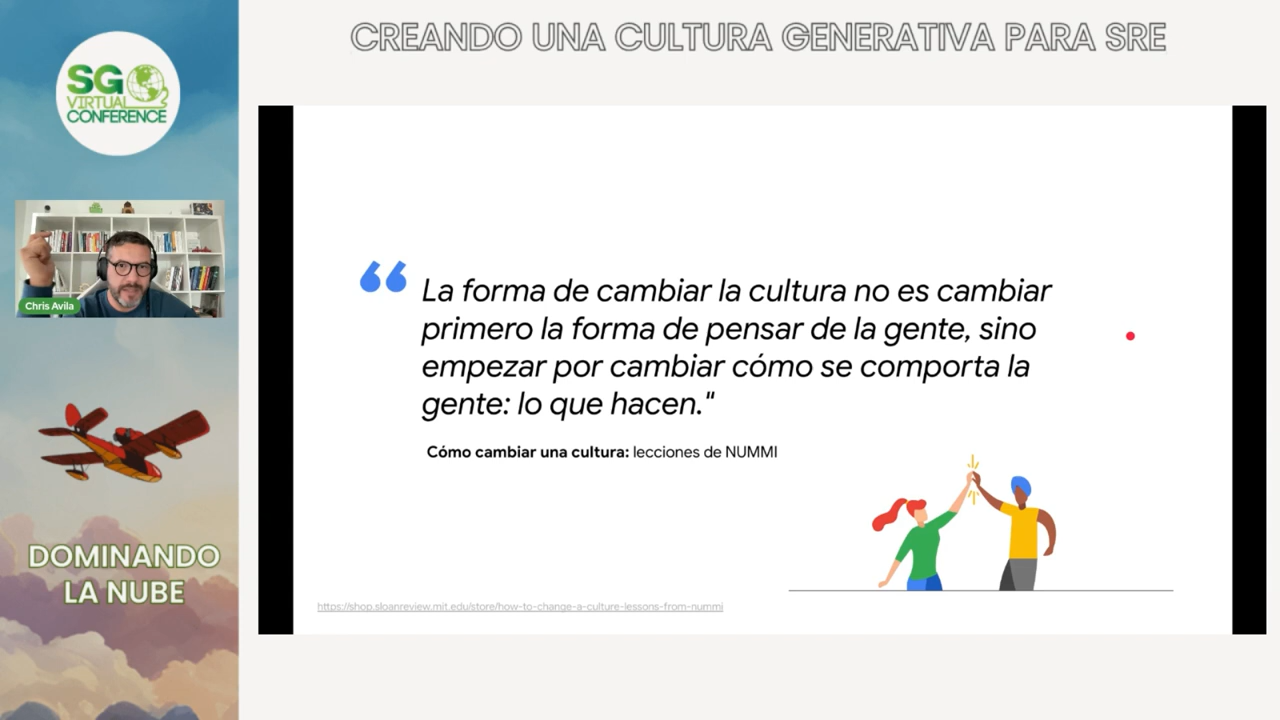 CREANDO UNA CULTURA GENERATIVA PARA SRE
SG
VIRTUAL
CONFERENCE
Chris Avila
DOMINANDO
LA NUBE
“La forma de cambiar la cultura no es cambiar
primero la forma de pensar de la gente, sino
empezar por cambiar cómo se comporta la
gente: lo que hacen."
Cómo cambiar una cultura: lecciones de NUMMI
https://shop.sloanreview.mit.edu/store/how-to-change-a-culture-lessons-from-nummi